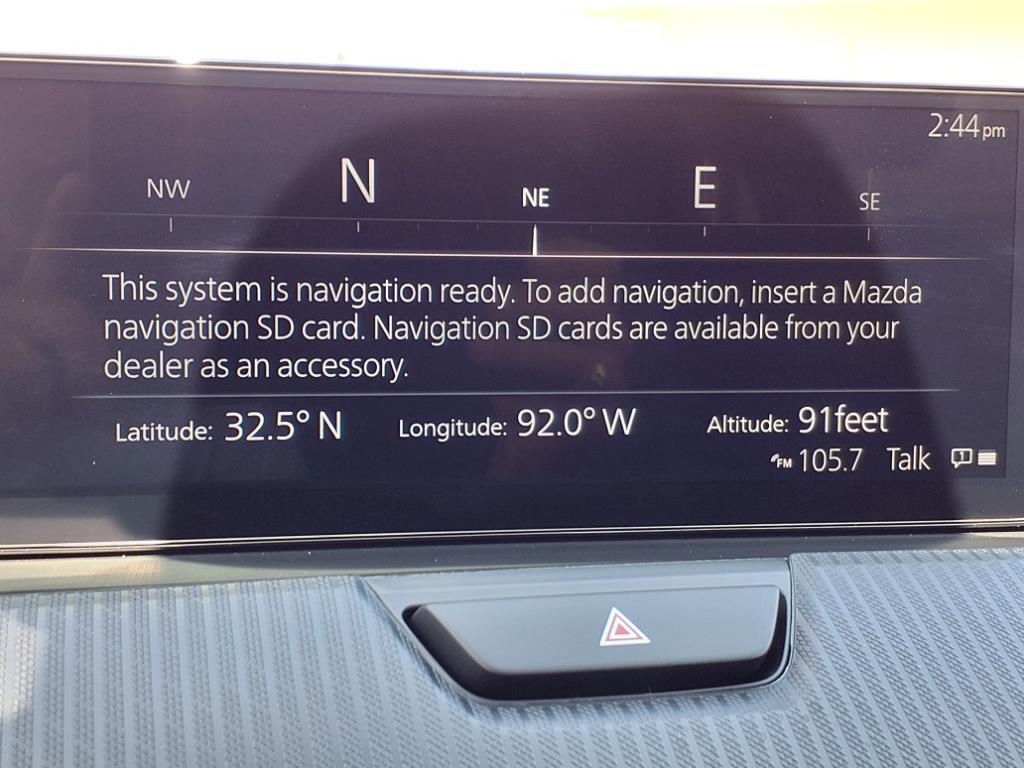 2:44pm
NW N NE E SE
This system is navigation ready. To add navigation, insert a Mazda
navigation SD card. Navigation SD cards are available from your
dealer as an accessory.
Latitude: 32.5° N Longitude: 92.0° W Altitude: 91feet
FM 105.7 Talk 1